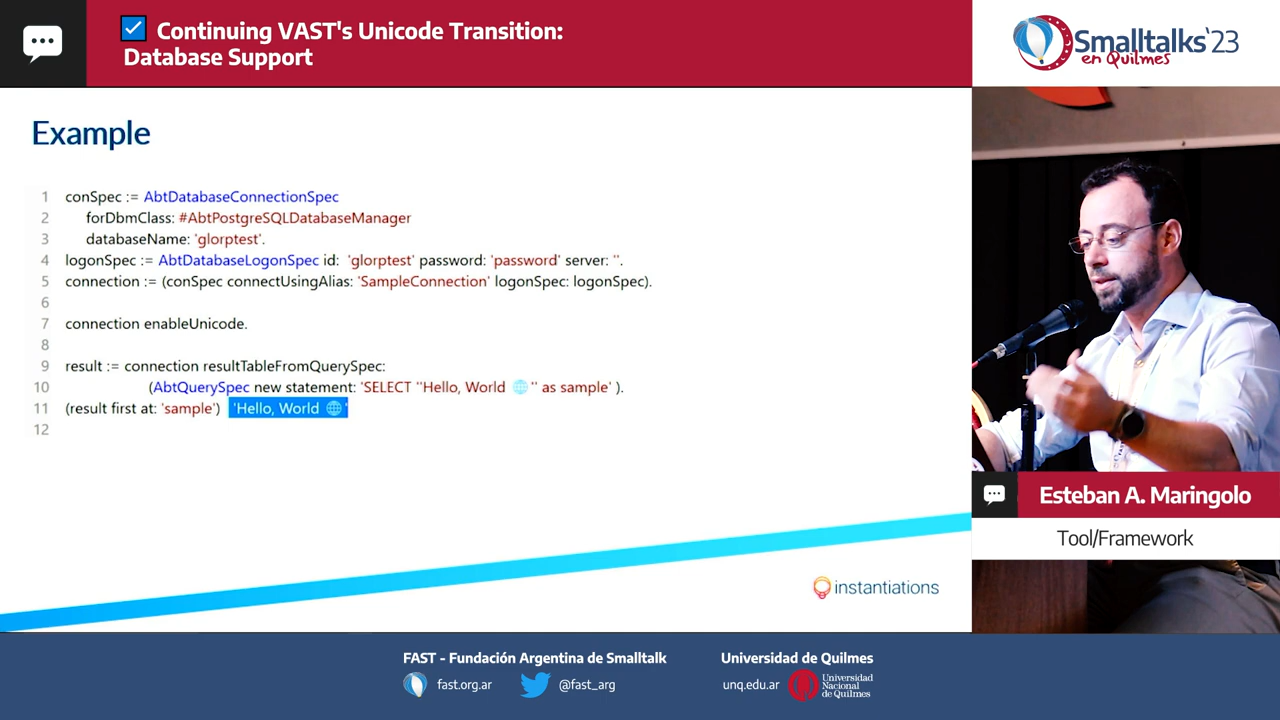 Continuing VAST's Unicode Transition:
Database Support
Smalltalks'23
en Quilmes
Example
1 conSpec := AbtDatabaseConnectionSpec
2 forDbmClass: #AbtPostgreSQLDatabaseManager
3 databaseName: 'glorptest'.
4 logonSpec := AbtDatabaseLogonSpec id: 'glorptest' password: 'password' server: ''.
5 connection := (conSpec connectUsingAlias: 'SampleConnection' logonSpec: logonSpec).
6
7 connection enableUnicode.
8
9 result := connection resultTableFromQuerySpec:
10 (AbtQuerySpec new statement: 'SELECT ''Hello, World 🌐'' as sample' ).
11 (result first at: 'sample') 'Hello, World 🌐'
12
instantiations
Esteban A. Maringolo
Tool/Framework
FAST - Fundación Argentina de Smalltalk
fast.org.ar
@fast_arg
Universidad de Quilmes
unq.edu.ar
Universidad
Nacional
de Quilmes